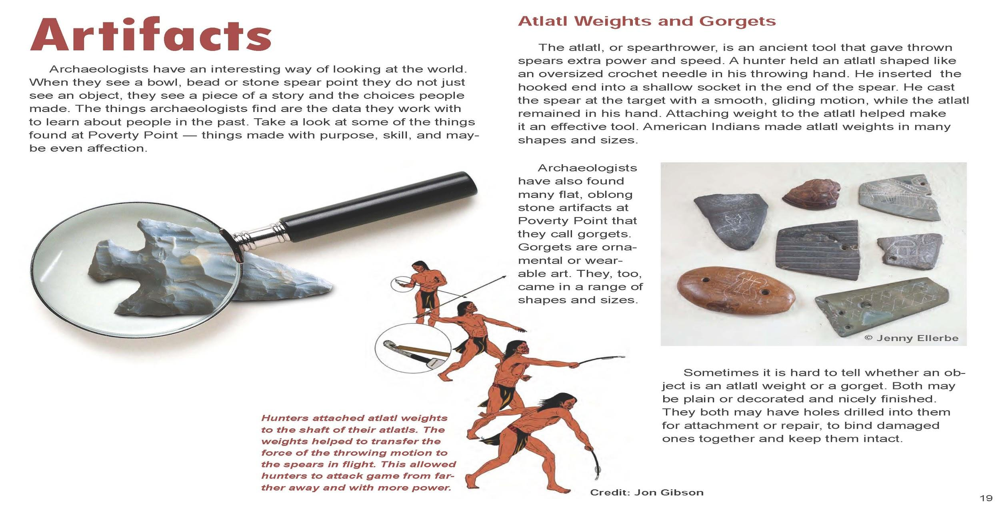 Artifacts
Archaeologists have an interesting way of looking at the world.
When they see a bowl, bead or stone spear point they do not just
see an object, they see a piece of a story and the choices people
made. The things archaeologists find are the data they work with
to learn about people in the past. Take a look at some of the things
found at Poverty Point — things made with purpose, skill, and may-
be even affection.
Hunters attached atlatl weights
to the shaft of their atlatls. The
weights helped to transfer the
force of the throwing motion to
the spears in flight. This allowed
hunters to attack game from far-
ther away and with more power.
Atlatl Weights and Gorgets
The atlatl, or spearthrower, is an ancient tool that gave thrown
spears extra power and speed. A hunter held an atlatl shaped like
an oversized crochet needle in his throwing hand. He inserted the
hooked end into a shallow socket in the end of the spear. He cast
the spear at the target with a smooth, gliding motion, while the atlatl
remained in his hand. Attaching weight to the atlatl helped make
it an effective tool. American Indians made atlatl weights in many
shapes and sizes.
Archaeologists
have also found
many flat, oblong
stone artifacts at
Poverty Point that
they call gorgets.
Gorgets are orna-
mental or wear-
able art. They, too,
came in a range of
shapes and sizes.
© Jenny Ellerbe
Sometimes it is hard to tell whether an ob-
ject is an atlatl weight or a gorget. Both may
be plain or decorated and nicely finished.
They both may have holes drilled into them
for attachment or repair, to bind damaged
ones together and keep them intact.
Credit: Jon Gibson
19